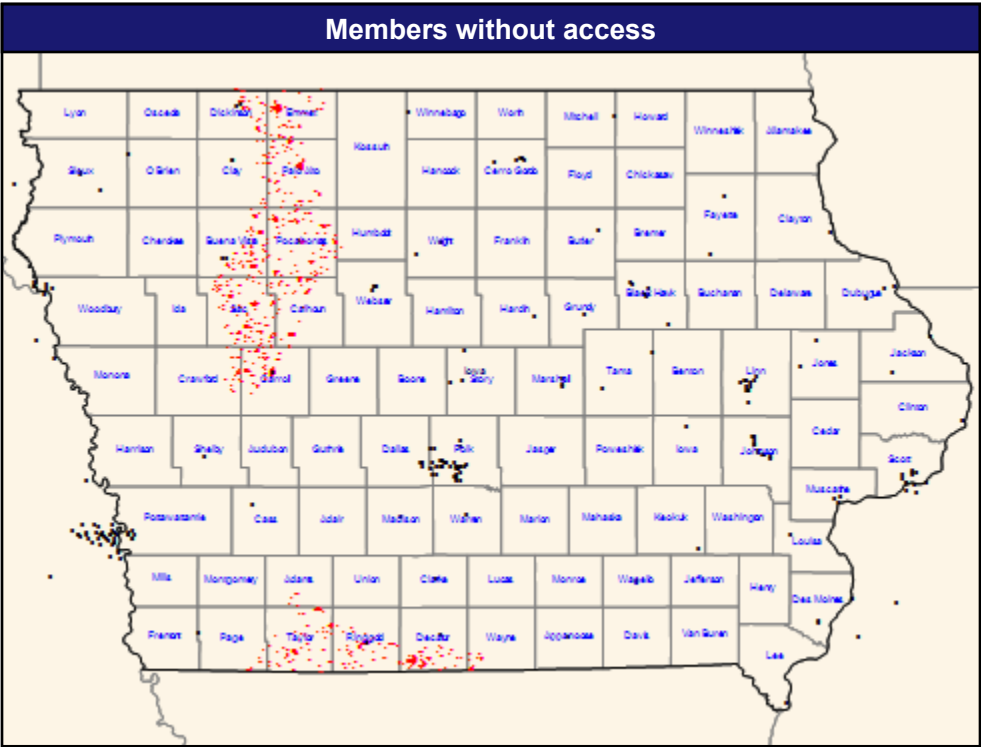 Members without access
Lyon Osceola Dickinson Emmet Winnebago Worth Mitchell Howard
Winneshiek Allamakee
Kossuth
Sioux O'Brien Clay Palo Alto Hancock Cerro Gordo Floyd Chickasaw
Fayette Clayton
Plymouth Cherokee Buena Vista Pocahontas Humboldt Wright Franklin Butler Bremer
Woodbury Ida Sac Calhoun Webster Hamilton Hardin Grundy Black Hawk Buchanan Delaware Dubuque
Jackson
Monona Crawford Carroll Greene Boone Iowa Story Marshall Tama Benton Linn Jones
Clinton
Harrison Shelby Audubon Guthrie Dallas Polk Jasper Poweshiek Iowa Johnson Cedar
Scott
Muscatine
Pottawattamie Cass Adair Madison Warren Marion Mahaska Keokuk Washington
Louisa
Mills Montgomery Adams Union Clarke Lucas Monroe Wapello Jefferson Henry
Des Moines
Fremont Page Taylor Ringgold Decatur Wayne Appanoose Davis Van Buren
Lee